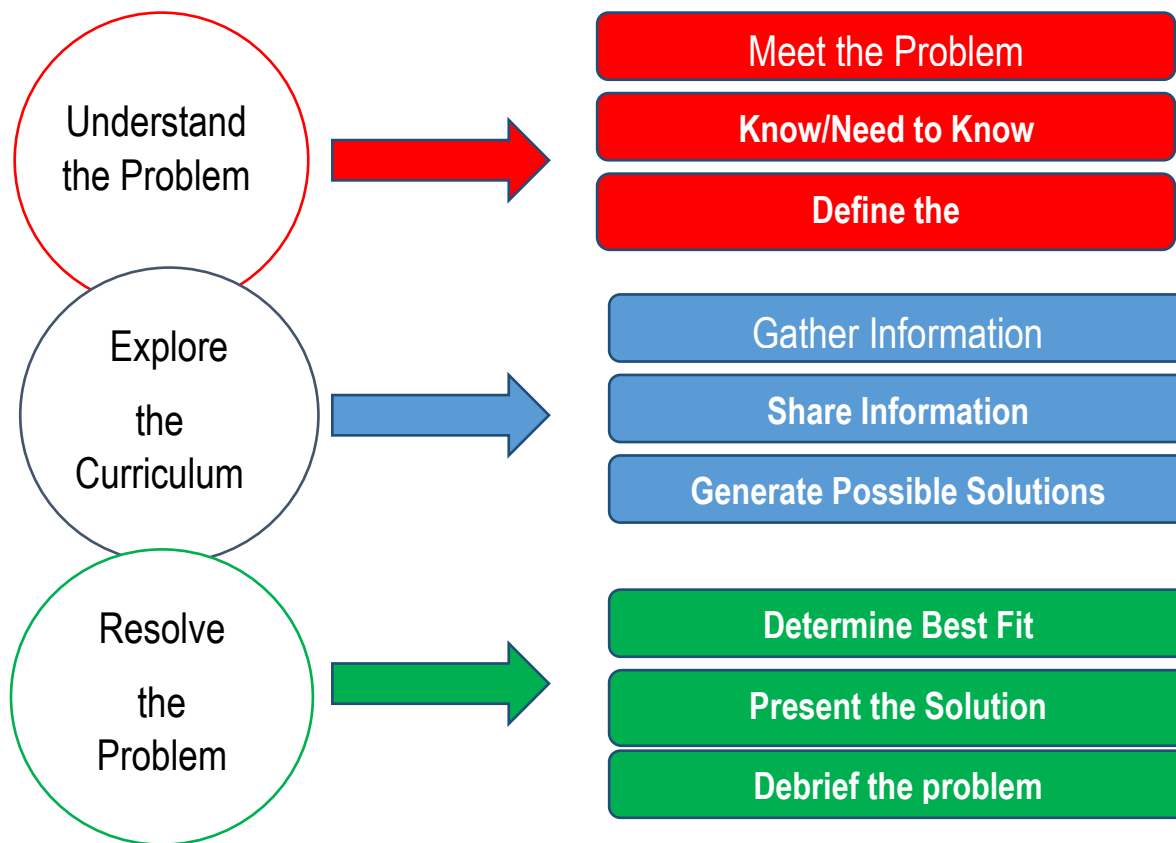 Understand
the Problem
Meet the Problem
Know/Need to Know
Define the
Explore
the
Curriculum
Gather Information
Share Information
Generate Possible Solutions
Resolve
the
Problem
Determine Best Fit
Present the Solution
Debrief the problem